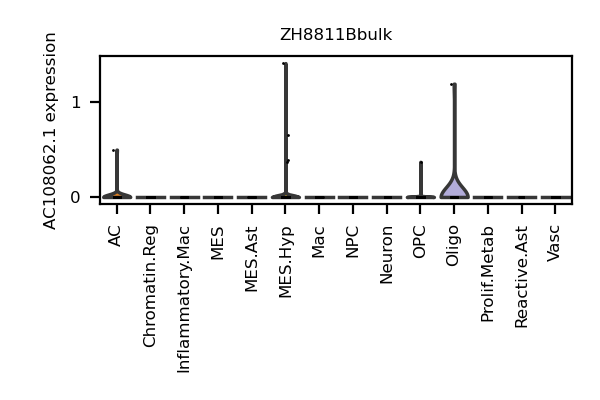 ZH8811Bbulk
AC108062.1 expression
1
0
AC
Chromatin.Reg
Inflammatory.Mac
MES
MES.Ast
MES.Hyp
Mac
NPC
Neuron
OPC
Oligo
Prolif.Metab
Reactive.Ast
Vasc